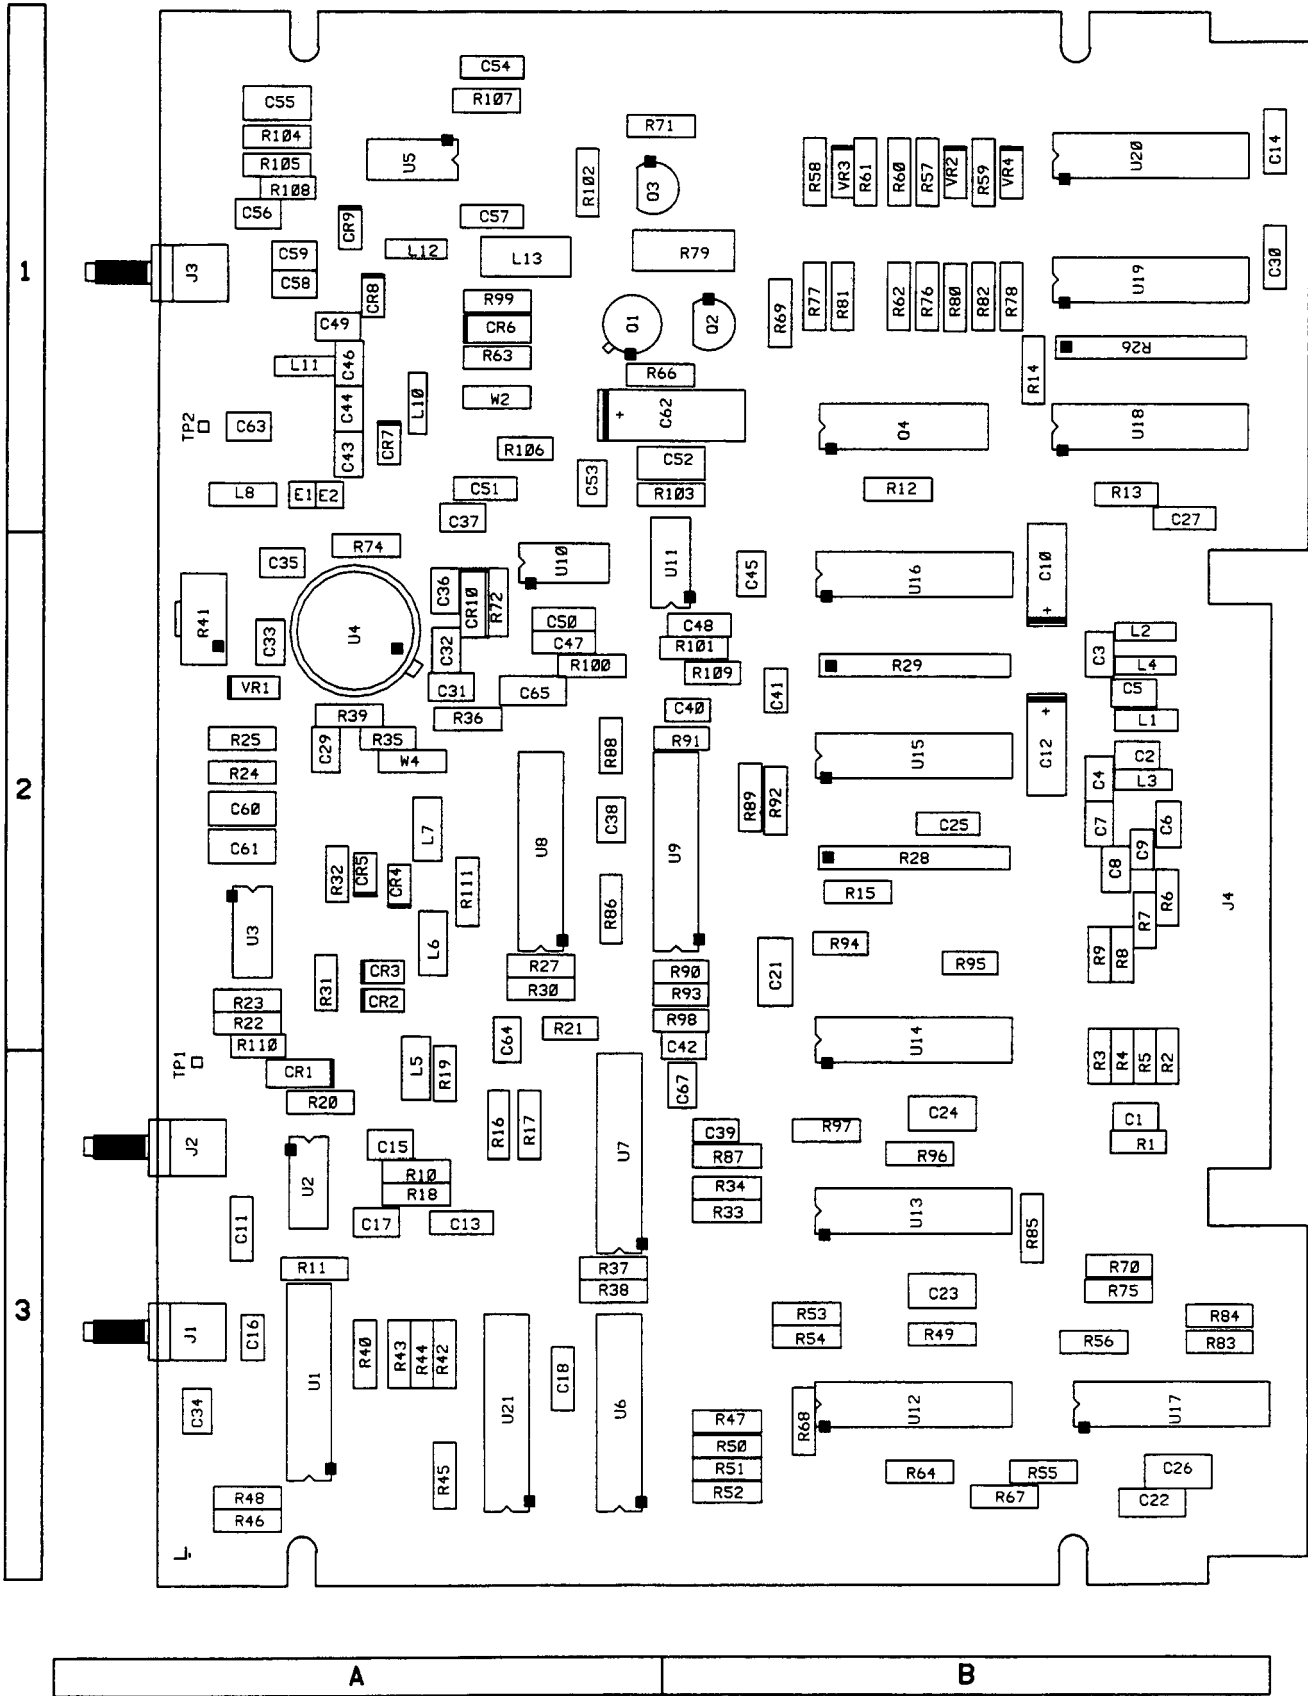 C54
C55
R107
R104
R71
C14
R105
U5
R58
VR3
R61
R60
R57
VR2
R59
VR4
U20
R108
R102
Q3
C56
C57
CR9
C59
L12
L13
R79
C30
1
J3
C58
CR8
R99
R77
R81
R62
R76
R80
R82
R78
U19
R69
C49
CR6
Q1
Q2
R63
R26
L11
C46
R66
R14
L10
W2
C44
+
C62
TP2
C63
Q4
U18
CR7
C43
R106
C52
L8
E1
E2
C51
C53
R103
R12
R13
C37
C27
R74
C35
U10
U11
C45
U16
C10
+
C36
CR10
R72
R41
C33
U4
C50
C48
L2
C32
C47
R101
C3
R100
R109
R29
L4
VR1
C31
C65
C41
C5
R39
R36
C40
+
L1
R25
C29
R35
R88
R91
U15
C12
W4
C2
R24
C4
L3
2
C60
L7
C38
R89
R92
C7
C6
C61
U8
U9
C25
C9
R32
CR5
CR4
R28
C8
R111
R86
R15
R6
J4
U3
R7
L6
R94
R9
R8
R31
CR3
R27
R90
C21
R95
CR2
R30
R93
R23
R22
C64
R21
R98
U14
R110
C42
TP1
CR1
L5
R19
R3
R4
R5
R2
C67
R20
R16
R17
C24
C1
J2
C15
U7
C39
R97
R1
R87
R96
U2
R10
R34
R18
R33
C11
C17
C13
U13
R85
R11
R37
R70
R38
C23
R75
3
R53
R84
J1
C16
R40
R43
R44
R42
R54
R49
R56
R83
U1
C18
C34
U21
U6
R68
U12
U17
R47
R50
R45
R51
R64
R55
C26
R48
R52
R67
C22
R46
A
B